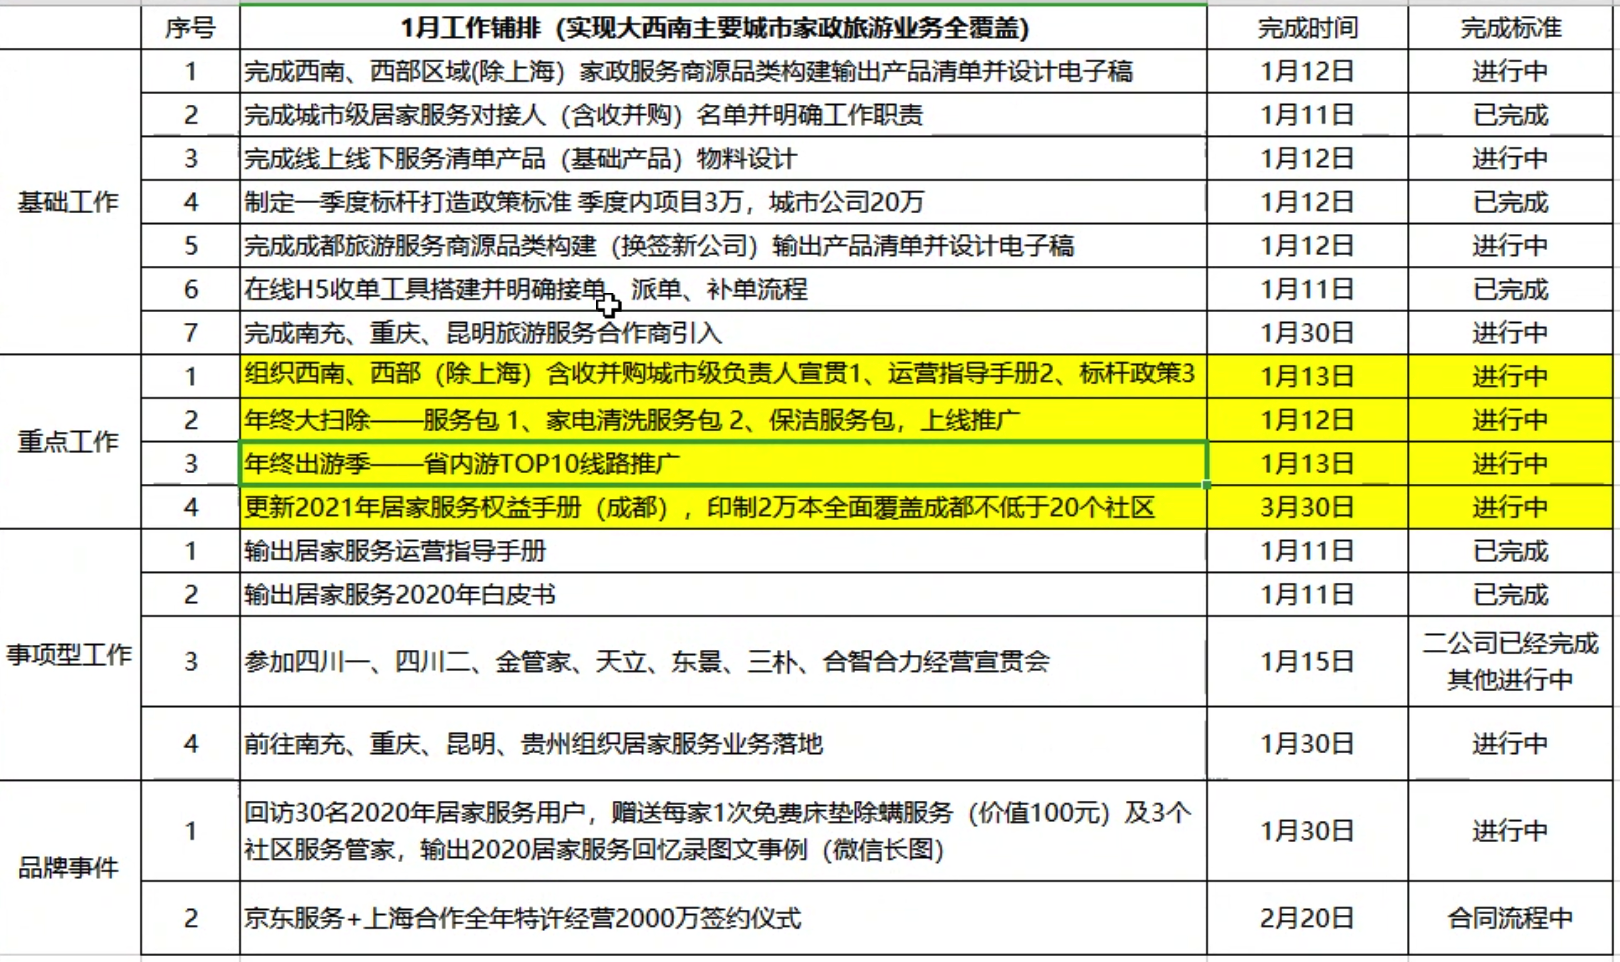 序号 1月工作铺排（实现大西南主要城市家政旅游业务全覆盖） 完成时间 完成标准
基础工作
1 完成西南、西部区域(除上海）家政服务商源品类构建输出产品清单并设计电子稿 1月12日 进行中
2 完成城市级居家服务对接人（含收并购）名单并明确工作职责 1月11日 已完成
3 完成线上线下服务清单产品（基础产品）物料设计 1月12日 进行中
4 制定一季度标杆打造政策标准 季度内项目3万，城市公司20万 1月12日 已完成
5 完成成都旅游服务商源品类构建（换签新公司）输出产品清单并设计电子稿 1月12日 进行中
6 在线H5收单工具搭建并明确接单、派单、补单流程 1月11日 已完成
7 完成南充、重庆、昆明旅游服务合作商引入 1月30日 进行中
重点工作
1 组织西南、西部（除上海）含收并购城市级负责人宣贯1、运营指导手册2、标杆政策3 1月13日 进行中
2 年终大扫除——服务包 1、家电清洗服务包 2、保洁服务包，上线推广 1月12日 进行中
3 年终出游季——省内游TOP10线路推广 1月13日 进行中
4 更新2021年居家服务权益手册（成都），印制2万本全面覆盖成都不低于20个社区 3月30日 进行中
事项型工作
1 输出居家服务运营指导手册 1月11日 已完成
2 输出居家服务2020年白皮书 1月11日 已完成
3 参加四川一、四川二、金管家、天立、东景、三朴、合智合力经营宣贯会 1月15日 二公司已经完成
其他进行中
4 前往南充、重庆、昆明、贵州组织居家服务业务落地 1月30日 进行中
品牌事件
1 回访30名2020年居家服务用户，赠送每家1次免费床垫除螨服务（价值100元）及3个
社区服务管家，输出2020居家服务回忆录图文事例（微信长图） 1月30日 进行中
2 京东服务+上海合作全年特许经营2000万签约仪式 2月20日 合同流程中